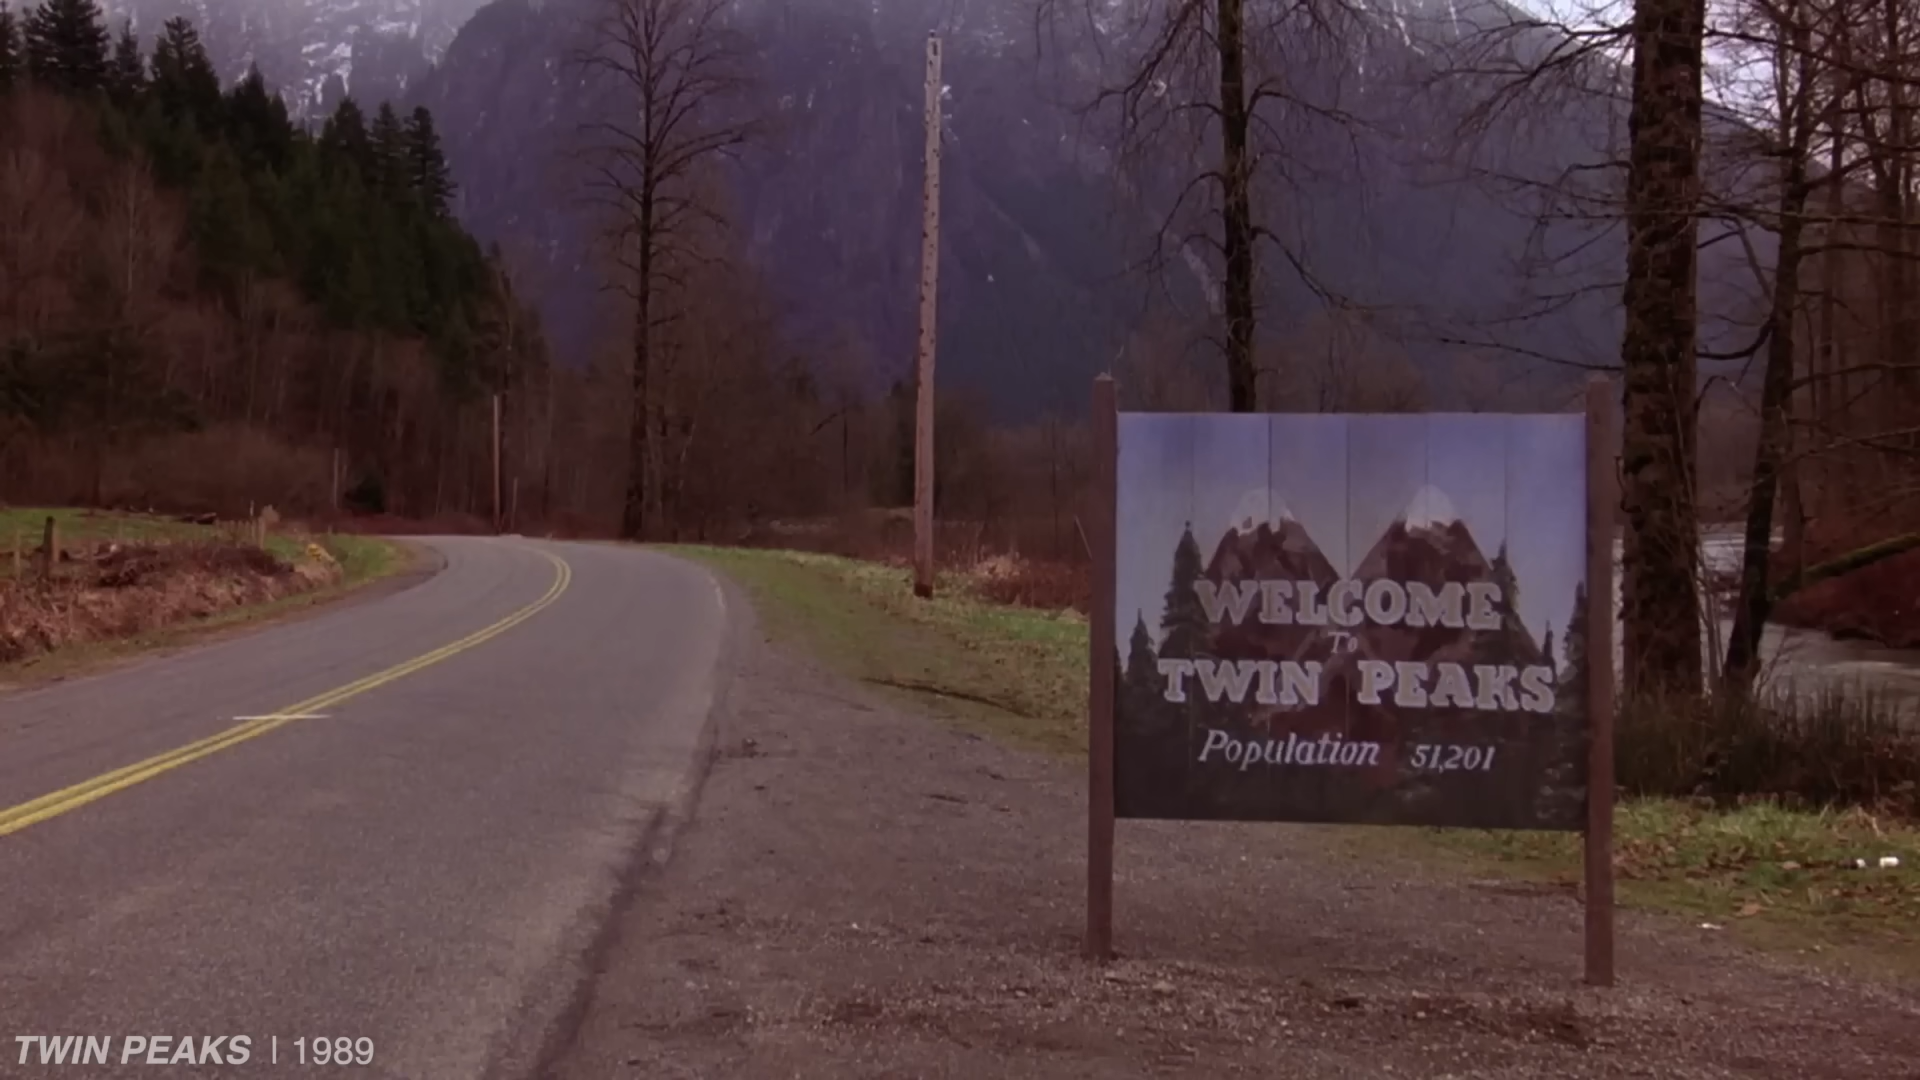 WELCOME
To
TWIN PEAKS
Population 51,201
TWIN PEAKS | 1989